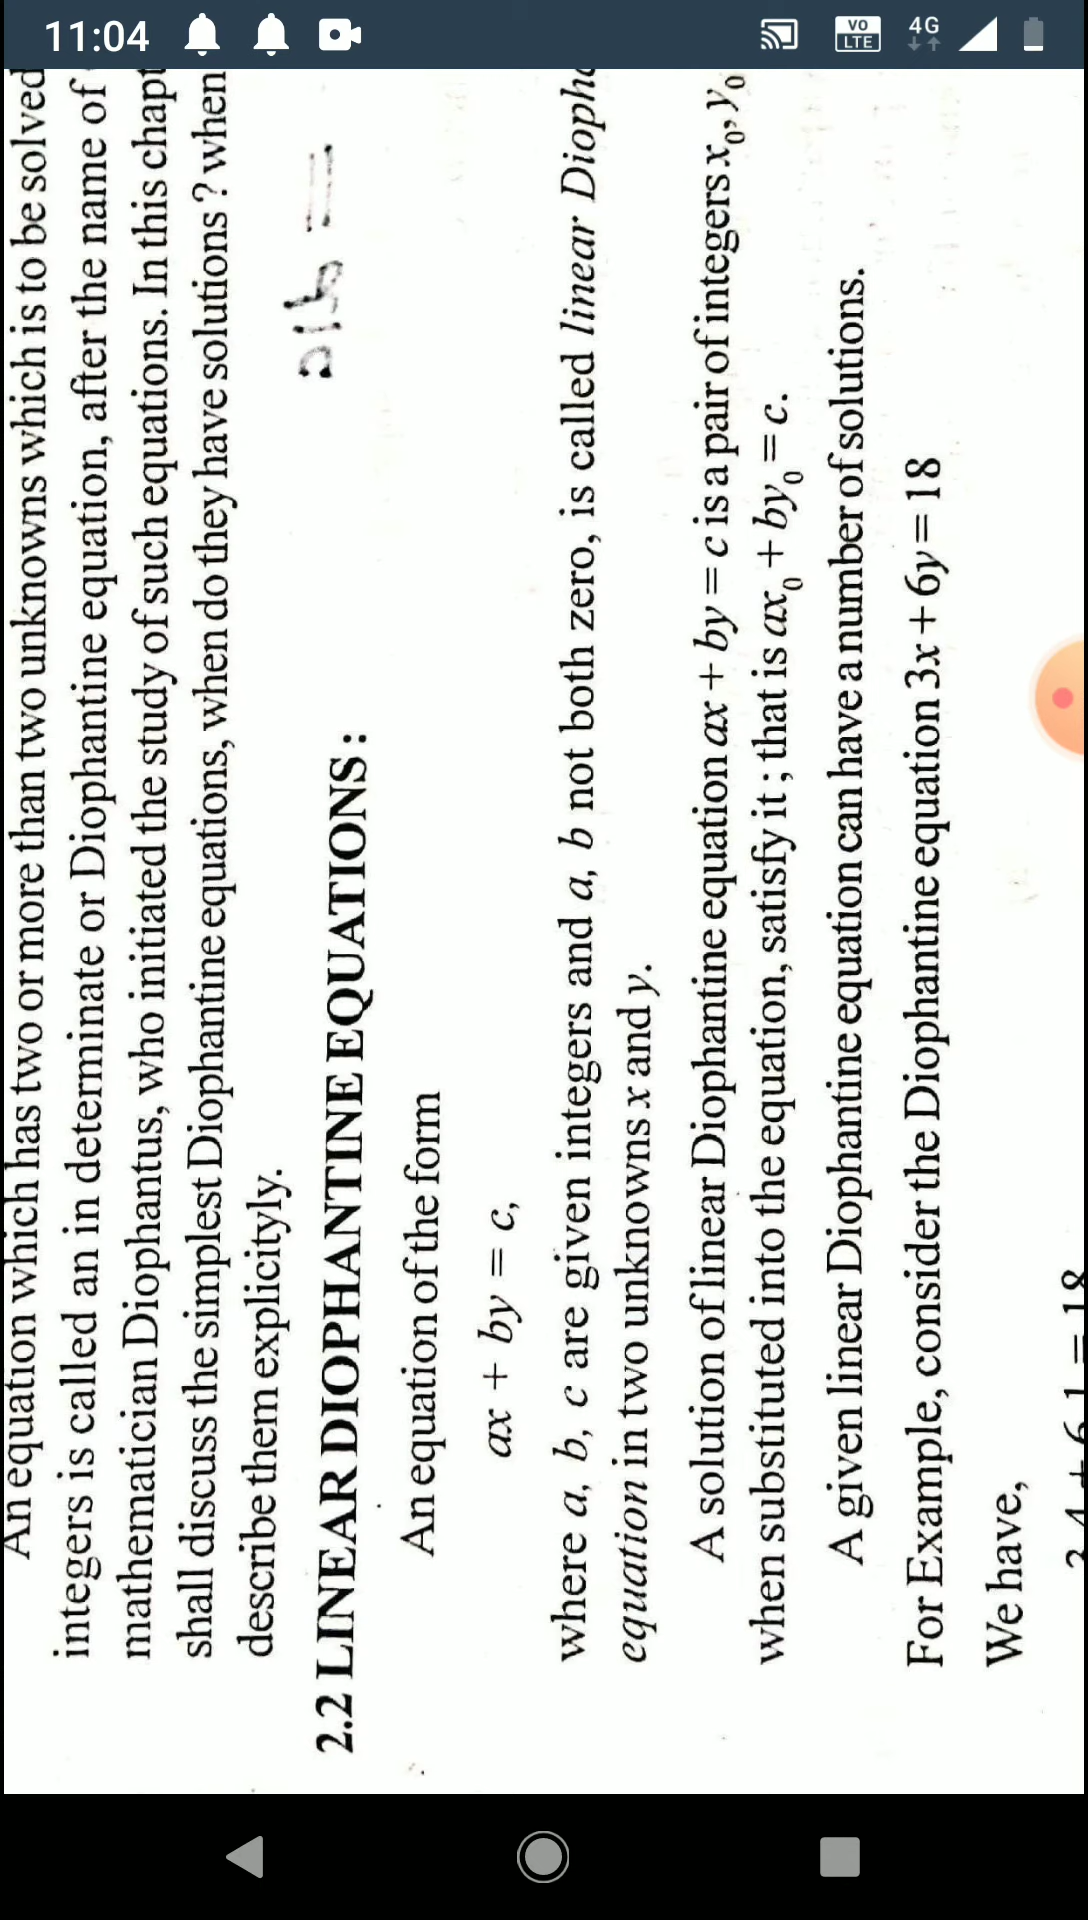 11:04
VO
LTE
4G
An equation which has two or more than two unknowns which is to be solved
integers is called an in determinate or Diophantine equation, after the name of
mathematician Diophantus, who initiated the study of such equations. In this
shall discuss the simplest Diophantine equations, when do they have solutions ? when
describe them explicityly.
a|b =
2.2 LINEAR DIOPHANTINE EQUATIONS :
An equation of the form
ax + by = c,
where a, b, c are given integers and a, b not both zero, is called linear
equation in two unknowns x and y.
A solution of linear Diophantine equation ax + by = c is a pair of integers x₀, y₀
when substituted into the equation, satisfy it ; that is ax₀ + by₀ = c.
A given linear Diophantine equation can have a number of solutions.
For Example, consider the Diophantine equation 3x + 6y = 18
We have,